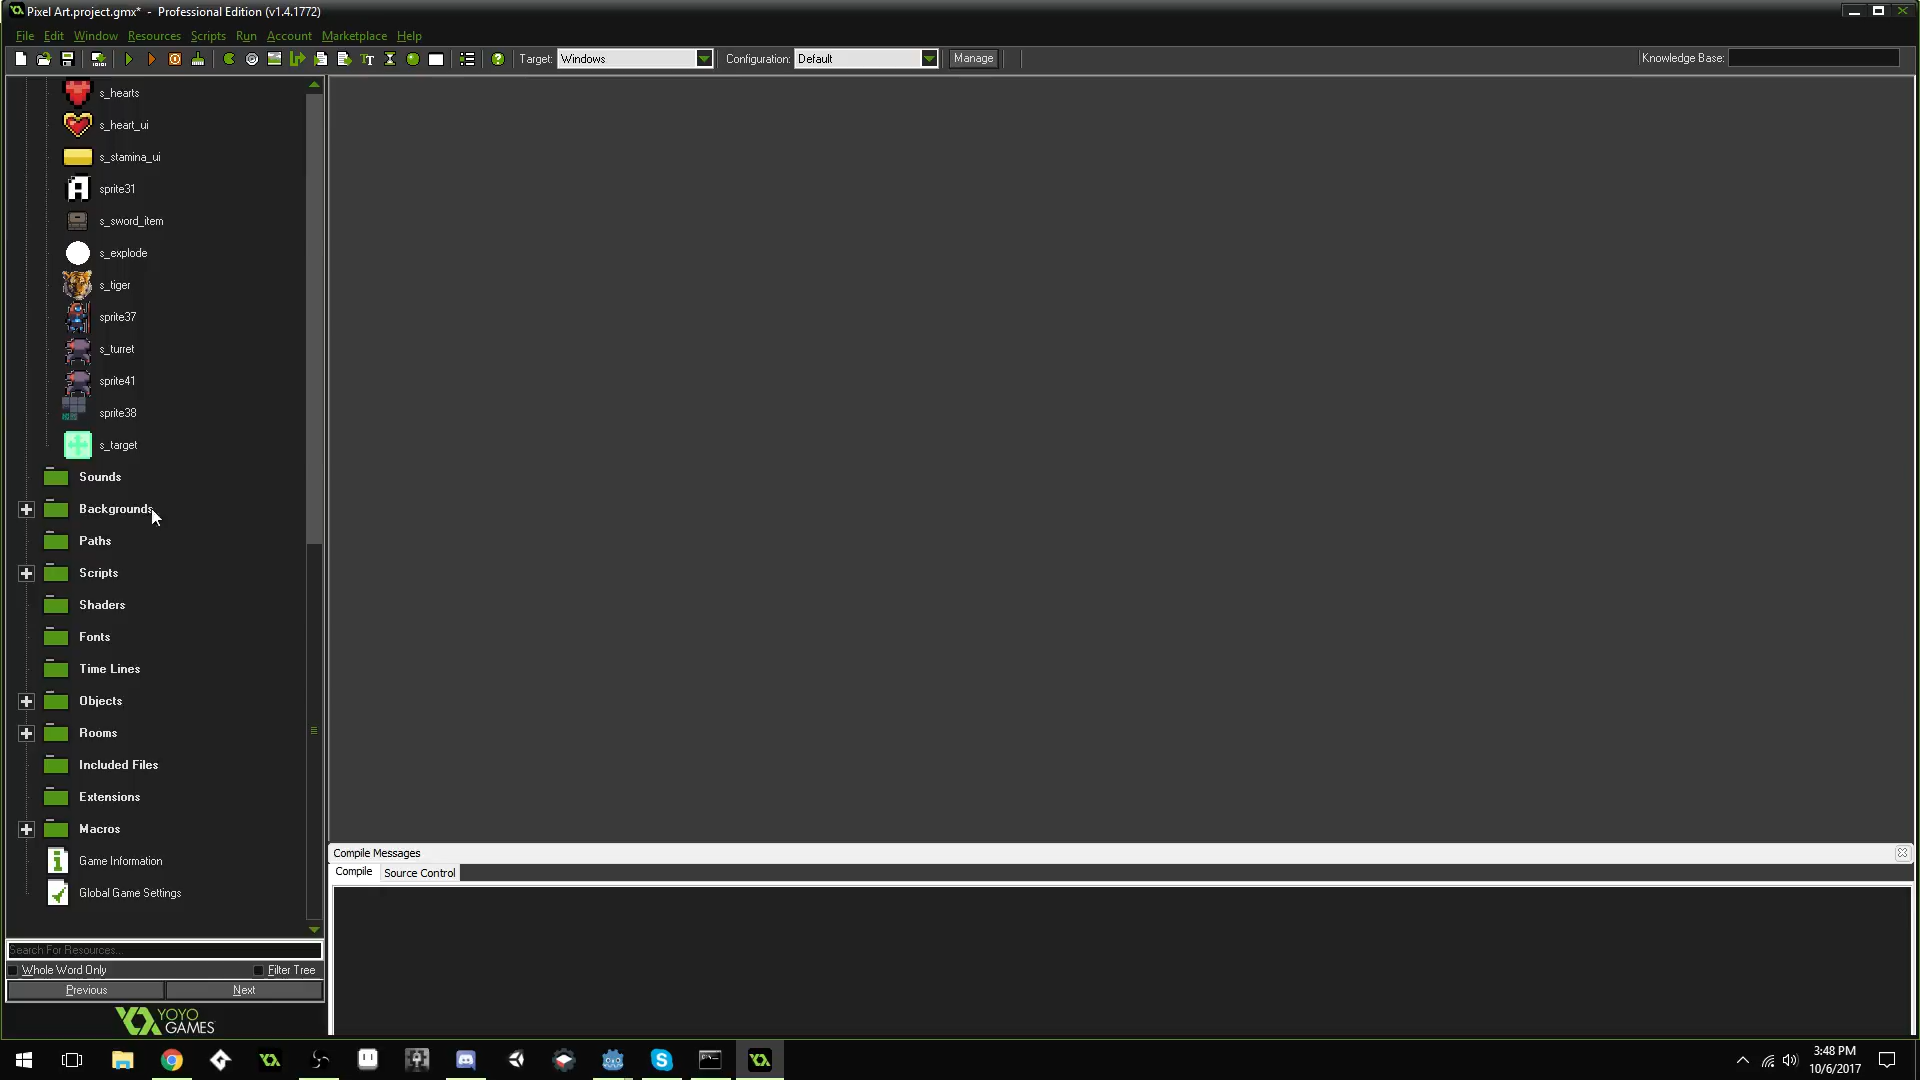 Pixel Art.project.gmx* - Professional Edition (v1.4.1772)
File Edit Window Resources Scripts Run Account Marketplace Help
Target: Windows Configuration: Default Manage Knowledge Base:
s_hearts
s_heart_ui
s_stamina_ui
sprite31
s_sword_item
s_explode
s_tiger
sprite37
s_turret
sprite41
sprite38
s_target
Sounds
Backgrounds
Paths
Scripts
Shaders
Fonts
Time Lines
Objects
Rooms
Included Files
Extensions
Macros
Game Information
Global Game Settings
Compile Messages
Compile Source Control
Search For Resources...
Whole Word Only Filter Tree
Previous Next
YOYO
GAMES
3:48 PM
10/6/2017